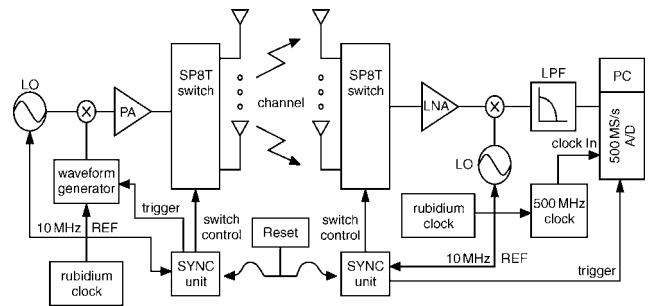 LO
PA
SP8T
switch
channel
SP8T
switch
LNA
LPF
PC
500 MS/s
A/D
LO
clock In
waveform
generator
trigger
switch
control
Reset
switch
control
rubidium
clock
500 MHz
clock
10 MHz REF
SYNC
unit
SYNC
unit
10 MHz REF
trigger
rubidium
clock